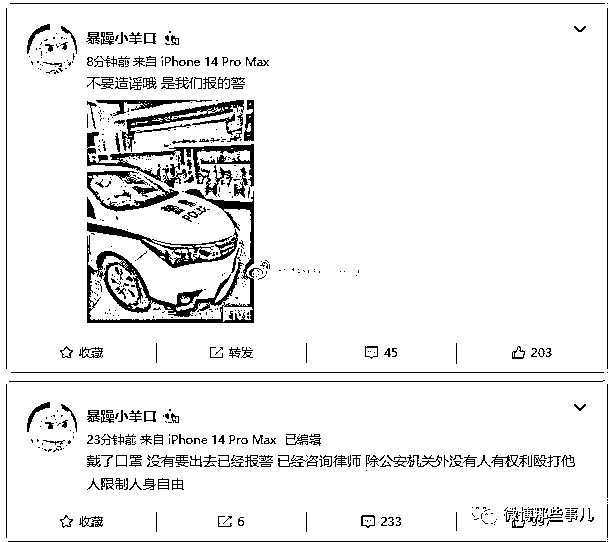 暴躁小羊口
8分钟前 来自 iPhone 14 Pro Max
不要造谣哦 是我们报的警
POLICE
LIVE
收藏
转发
45
203
暴躁小羊口
23分钟前 来自 iPhone 14 Pro Max 已编辑
戴了口罩 没有要出去已经报警 已经咨询律师 除公安机关外没有人有权利殴打他
人限制人身自由
收藏
6
233
微博那些事儿